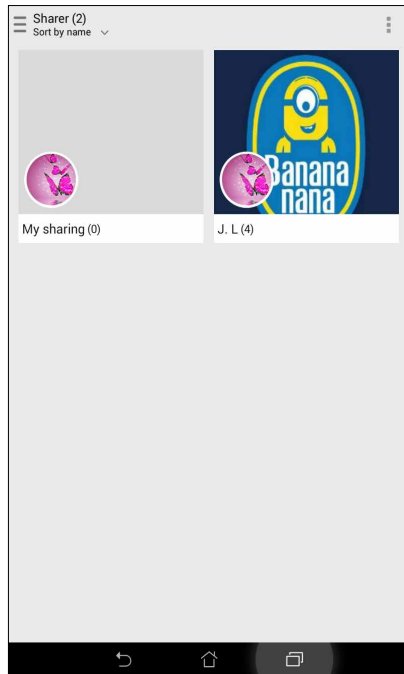 Sharer (2)
Sort by name
My sharing (0)
Banana
nana
J. L (4)